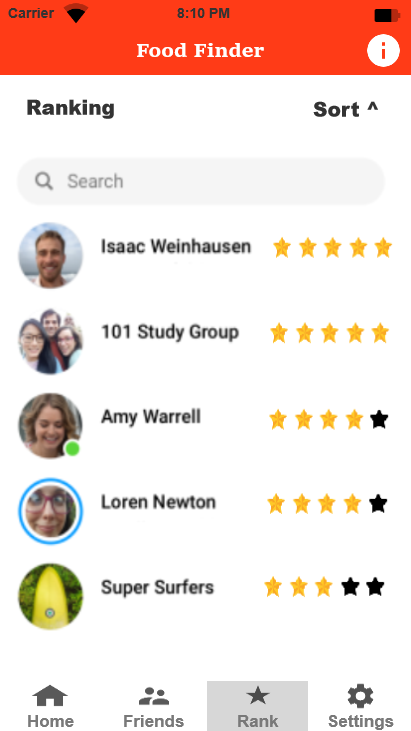 Carrier 8:10 PM
Food Finder
Ranking Sort ^
Search
Isaac Weinhausen
101 Study Group
Amy Warrell
Loren Newton
Super Surfers
Home Friends Rank Settings